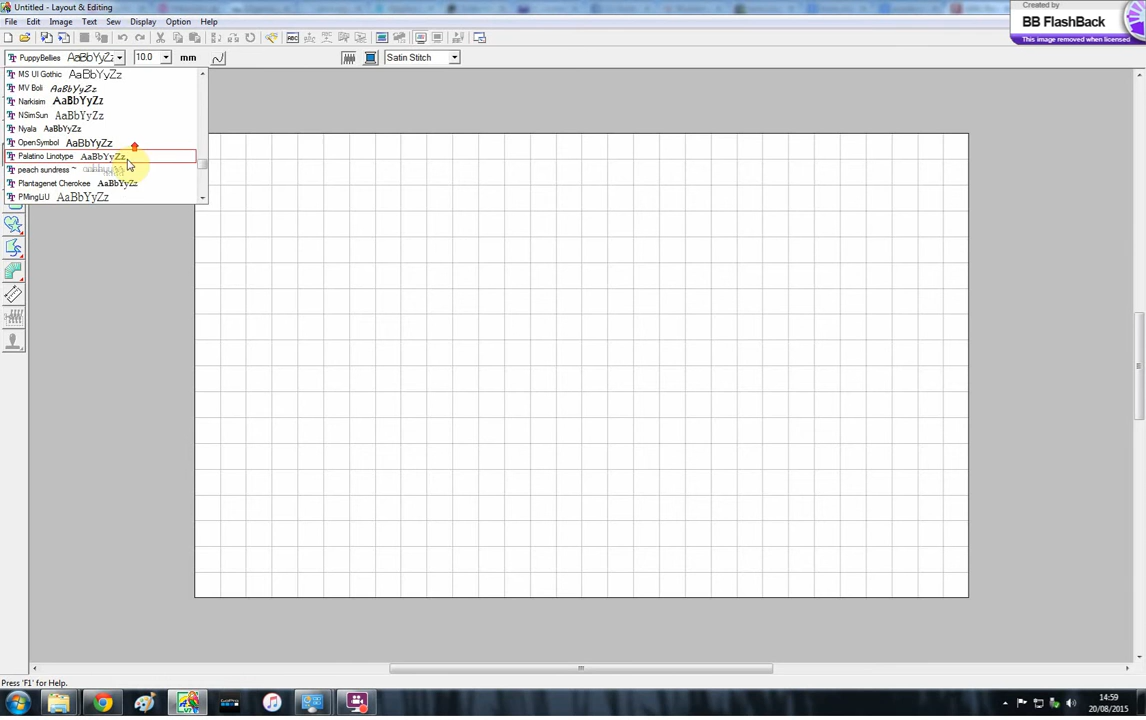 Untitled - Layout & Editing
Created by
BB FlashBack
This image removed when licensed
File Edit Image Text Sew Display Option Help
PuppyBellies AaBbYyZz 10.0 mm Satin Stitch
MS UI Gothic AaBbYyZz
MV Boli AaBbYyZz
Narkisim AaBbYyZz
NSimSun AaBbYyZz
Nyala AaBbYyZz
OpenSymbol AaBbYyZz
Palatino Linotype AaBbYyZz
peach sundress ~ aabbyyzz
Plantagenet Cherokee AaBbYyZz
PMingLiU AaBbYyZz
Press 'F1' for Help.
14:59
20/08/2015